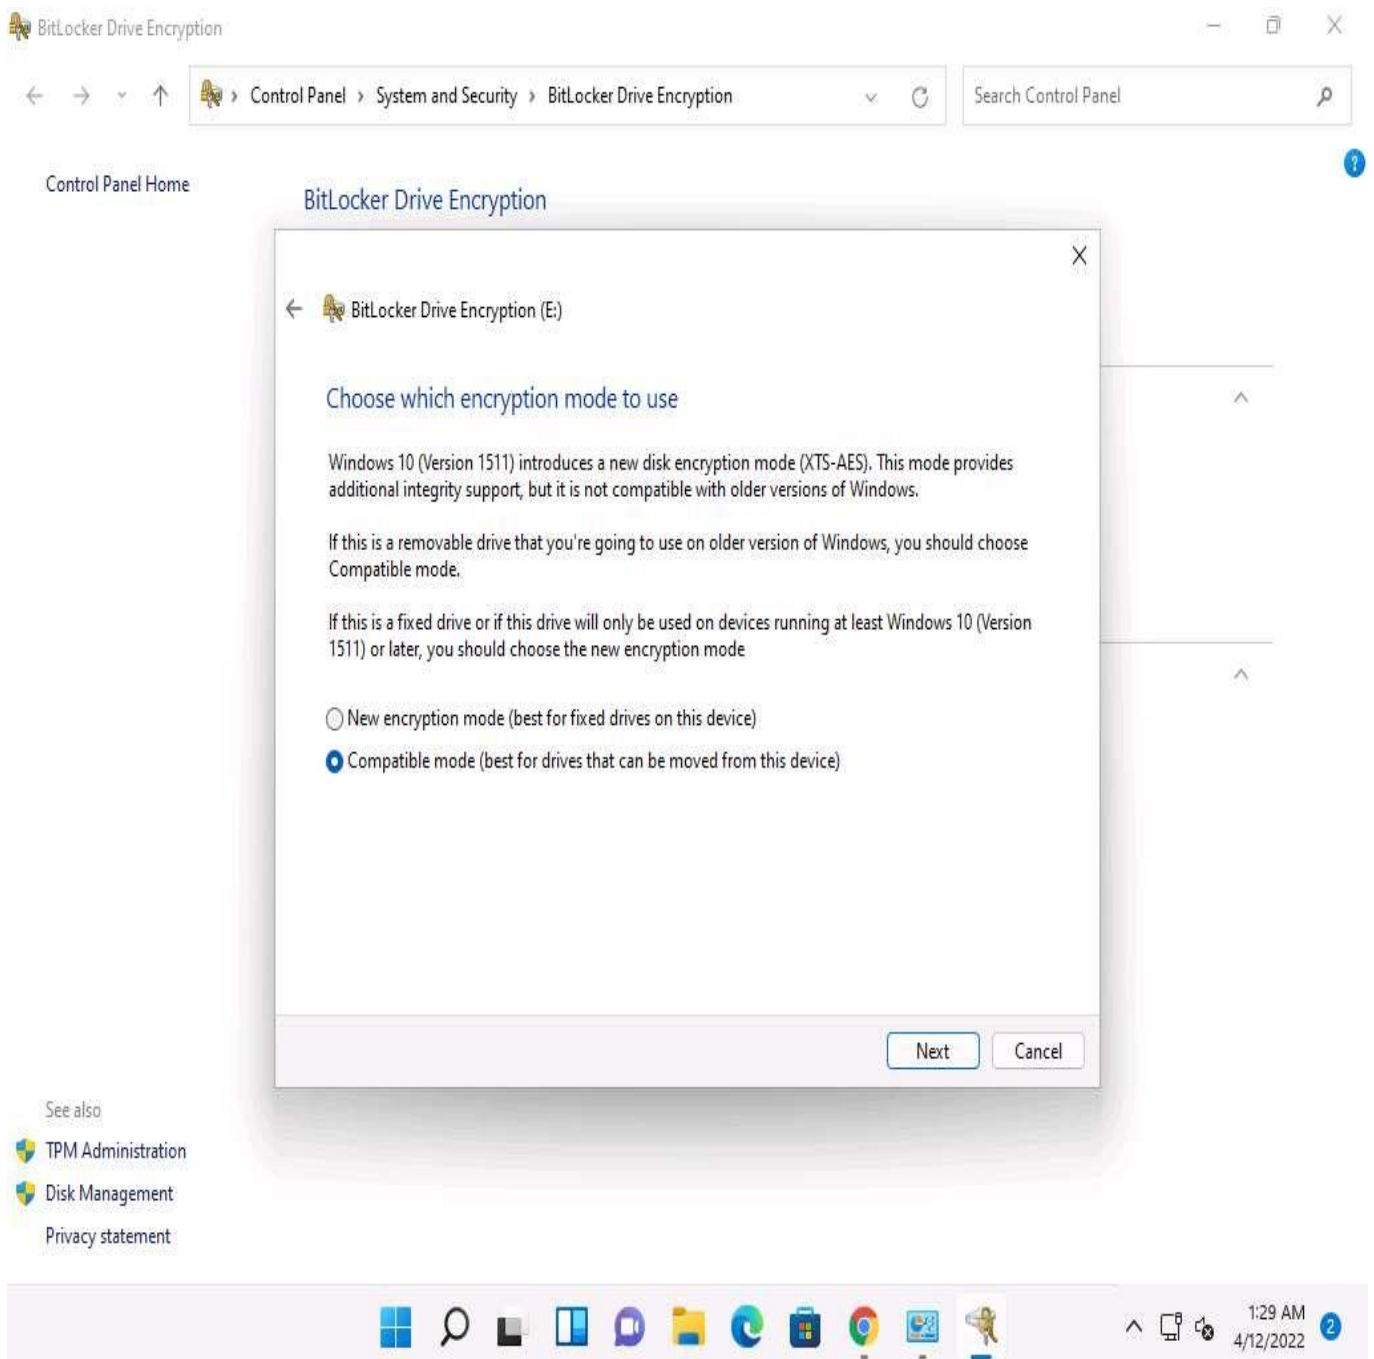 BitLocker Drive Encryption
Control Panel > System and Security > BitLocker Drive Encryption
Search Control Panel
?
Control Panel Home
BitLocker Drive Encryption
BitLocker Drive Encryption (E:)
Choose which encryption mode to use
Windows 10 (Version 1511) introduces a new disk encryption mode (XTS-AES). This mode provides
additional integrity support, but it is not compatible with older versions of Windows.
If this is a removable drive that you're going to use on older version of Windows, you should choose
Compatible mode.
If this is a fixed drive or if this drive will only be used on devices running at least Windows 10 (Version
1511) or later, you should choose the new encryption mode
New encryption mode (best for fixed drives on this device)
Compatible mode (best for drives that can be moved from this device)
Next
Cancel
See also
TPM Administration
Disk Management
Privacy statement
1:29 AM
4/12/2022
2